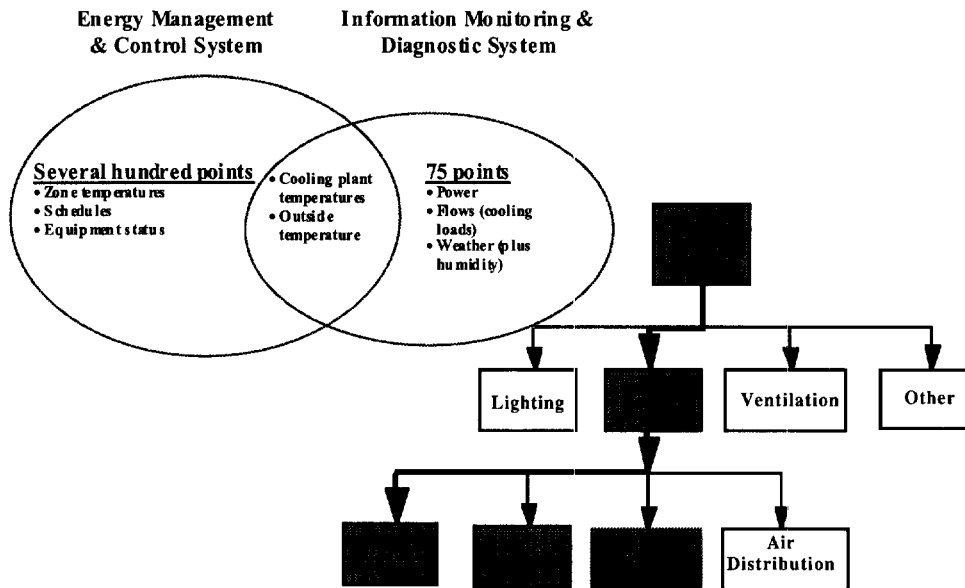 Energy Management
& Control System
Information Monitoring &
Diagnostic System
Several hundred points
• Zone temperatures
• Schedules
• Equipment status
• Cooling plant
temperatures
• Outside
temperature
75 points
• Power
• Flows (cooling
loads)
• Weather (plus
humidity)
Lighting
Ventilation
Other
Air
Distribution